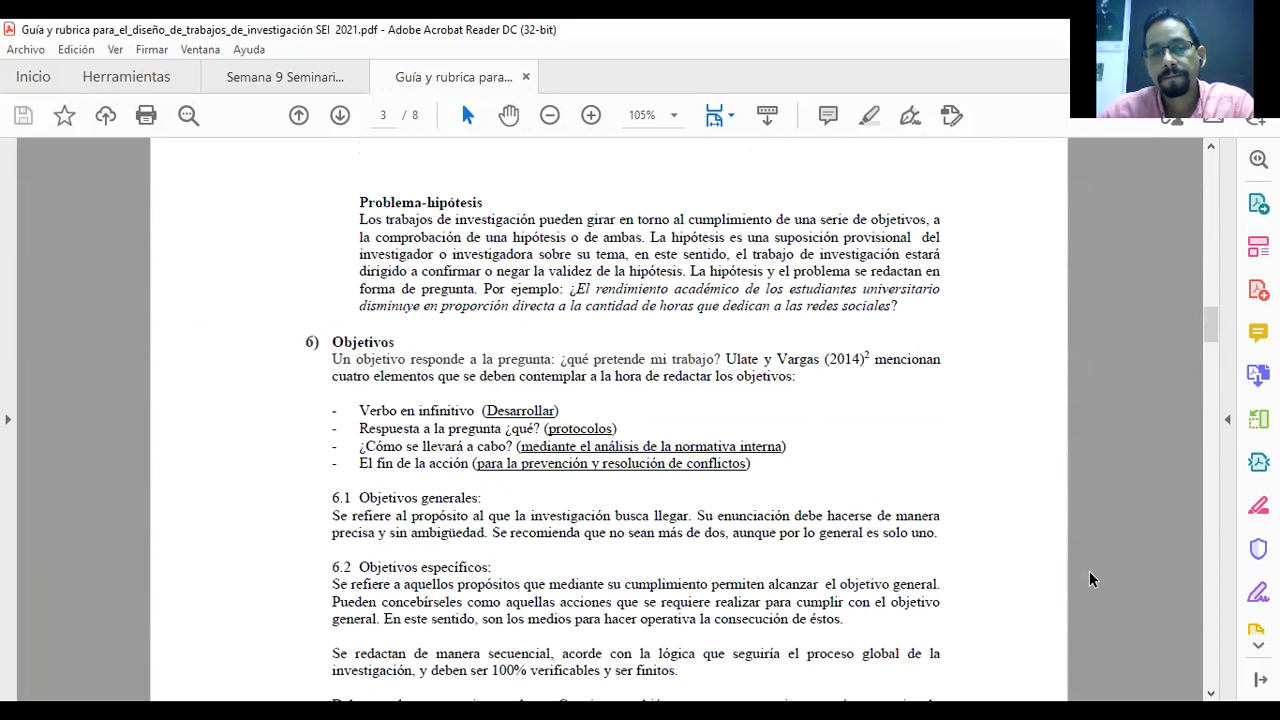 Guía y rubrica para_el_diseño_de_trabajos_de_investigación SEI 2021.pdf - Adobe Acrobat Reader DC (32-bit)
Archivo Edición Ver Firmar Ventana Ayuda
Inicio Herramientas Semana 9 Seminari... Guía y rubrica para... ×
3 / 8 105%
Problema-hipótesis
Los trabajos de investigación pueden girar en torno al cumplimiento de una serie de objetivos, a
la comprobación de una hipótesis o de ambas. La hipótesis es una suposición provisional del
investigador o investigadora sobre su tema, en este sentido, el trabajo de investigación estará
dirigido a confirmar o negar la validez de la hipótesis. La hipótesis y el problema se redactan en
forma de pregunta. Por ejemplo: ¿El rendimiento académico de los estudiantes universitario
disminuye en proporción directa a la cantidad de horas que dedican a las redes sociales?
6) Objetivos
Un objetivo responde a la pregunta: ¿qué pretende mi trabajo? Ulate y Vargas (2014)2 mencionan
cuatro elementos que se deben contemplar a la hora de redactar los objetivos:
- Verbo en infinitivo (Desarrollar)
- Respuesta a la pregunta ¿qué? (protocolos)
- ¿Cómo se llevará a cabo? (mediante el análisis de la normativa interna)
- El fin de la acción (para la prevención y resolución de conflictos)
6.1 Objetivos generales:
Se refiere al propósito al que la investigación busca llegar. Su enunciación debe hacerse de manera
precisa y sin ambigüedad. Se recomienda que no sean más de dos, aunque por lo general es solo uno.
6.2 Objetivos específicos:
Se refiere a aquellos propósitos que mediante su cumplimiento permiten alcanzar el objetivo general.
Pueden concebírseles como aquellas acciones que se requiere realizar para cumplir con el objetivo
general. En este sentido, son los medios para hacer operativa la consecución de éstos.
Se redactan de manera secuencial, acorde con la lógica que seguiría el proceso global de la
investigación, y deben ser 100% verificables y ser finitos.